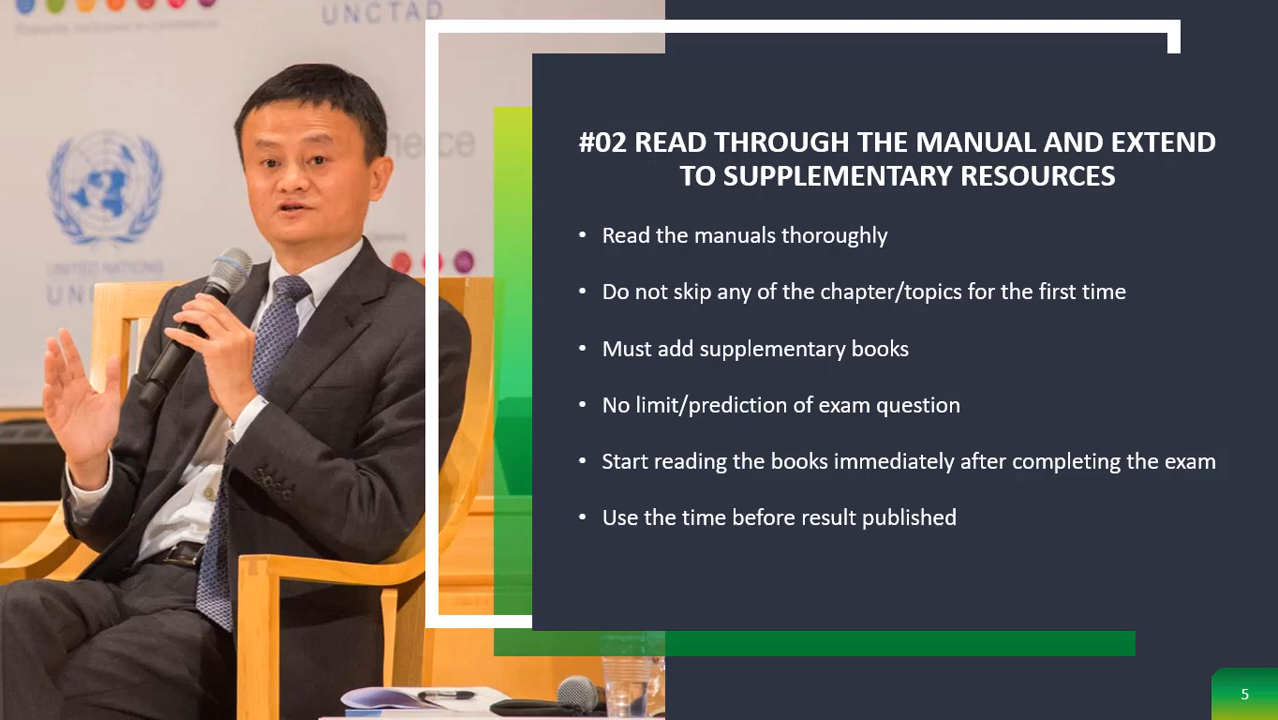 UNCTAD
UNITED NATIONS
#02 READ THROUGH THE MANUAL AND EXTEND
TO SUPPLEMENTARY RESOURCES
• Read the manuals thoroughly
• Do not skip any of the chapter/topics for the first time
• Must add supplementary books
• No limit/prediction of exam question
• Start reading the books immediately after completing the exam
• Use the time before result published
5